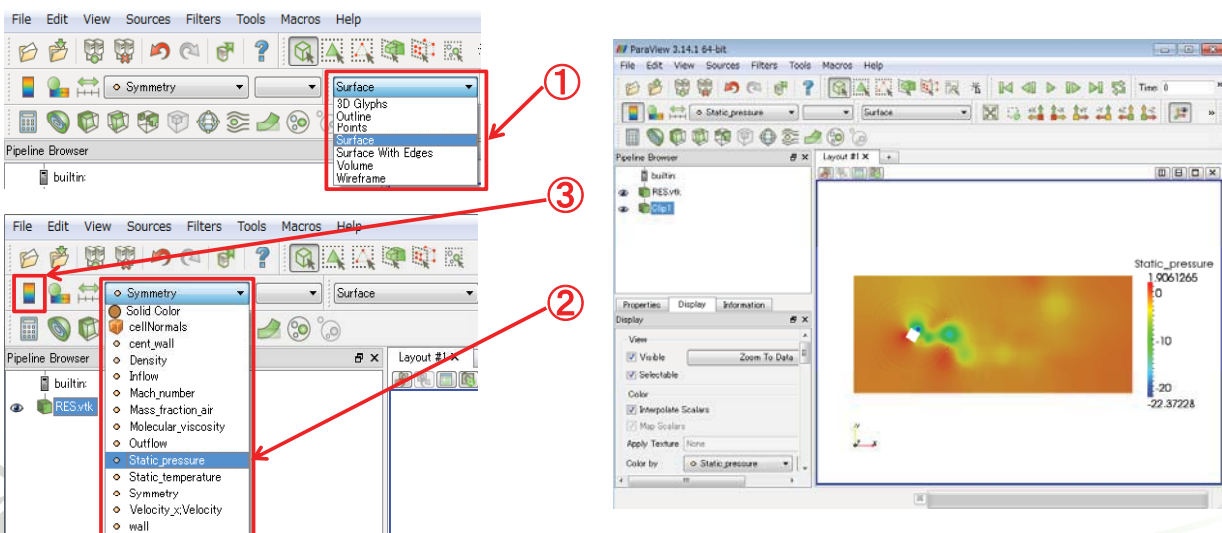 File Edit View Sources Filters Tools Macros Help
Symmetry
Surface
3D Glyphs
Outline
Points
Surface
Surface With Edges
Volume
Wireframe
Pipeline Browser
builtin:
①
③
File Edit View Sources Filters Tools Macros Help
Symmetry
Surface
Solid Color
cellNormals
cent_wall
Density
Inflow
Mach_number
Mass_fraction_air
Molecular_viscosity
Outflow
Static_pressure
Static_temperature
Symmetry
Velocity_x;Velocity
wall
②
Pipeline Browser
Layout #1
builtin:
RES.vtk
ParaView 3.14.1 64-bit
File Edit View Sources Filters Tools Macros Help
Time: 0
Static_pressure
Surface
Pipeline Browser
Layout #1
builtin:
RES.vtk
Clip1
Static_pressure
1.9061265
0
-10
-20
-22.37228
Properties Display Information
Display
View
Visible
Zoom To Data
Selectable
Color
Interpolate Scalars
Map Scalars
Apply Texture None
Color by Static_pressure
Y
X